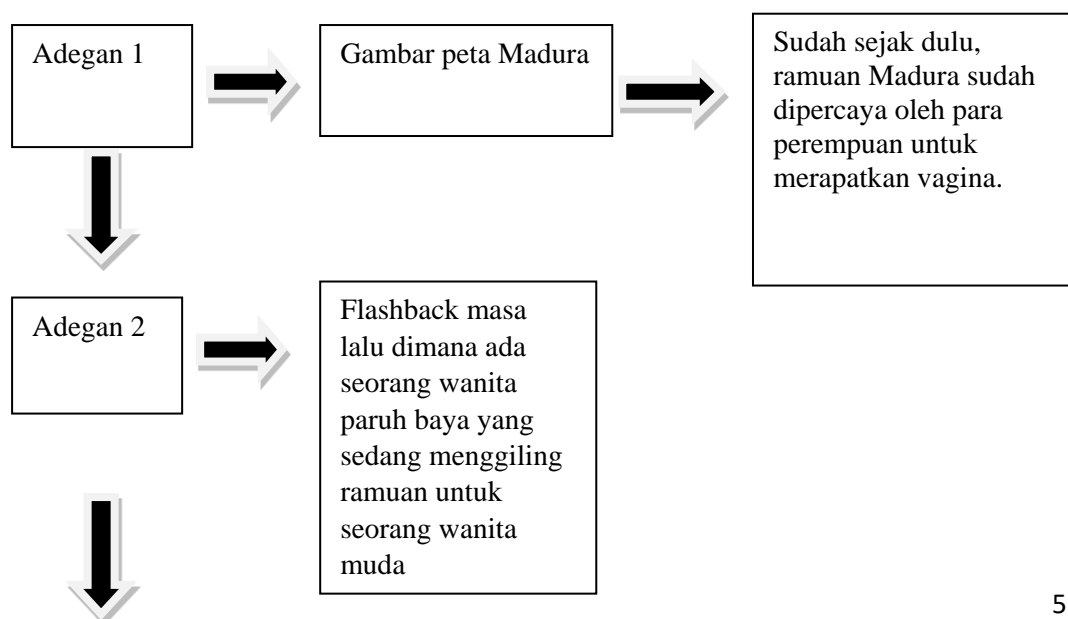 Adegan 1
Gambar peta Madura
Sudah sejak dulu,
ramuan Madura sudah
dipercaya oleh para
perempuan untuk
merapatkan vagina.
Adegan 2
Flashback masa
lalu dimana ada
seorang wanita
paruh baya yang
sedang menggiling
ramuan untuk
seorang wanita
muda
5